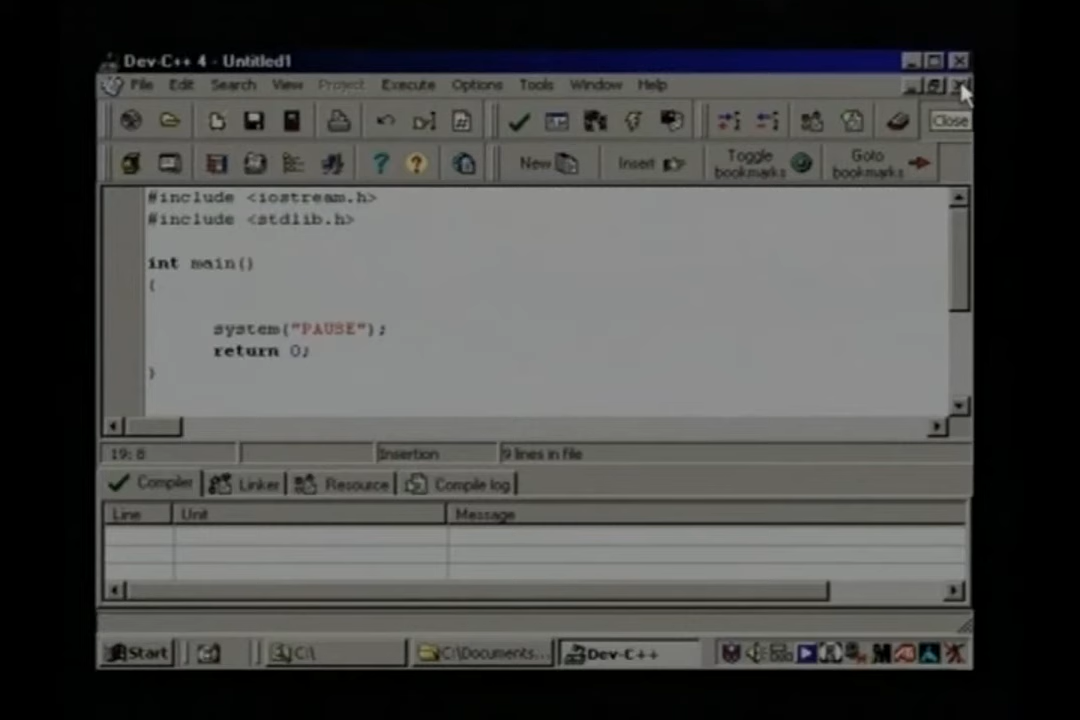 Dev-C++ 4 - Untitled1
File Edit Search View Project Execute Options Tools Window Help
Close
New Insert Toggle bookmarks Goto bookmarks
#include <iostream.h>
#include <stdlib.h>
int main()
{
system("PAUSE");
return 0;
}
19: 8 Insertion 9 lines in file
Compiler Linker Resource Compile log
Line Unit Message
Start C:\ C:\Documents... Dev-C++